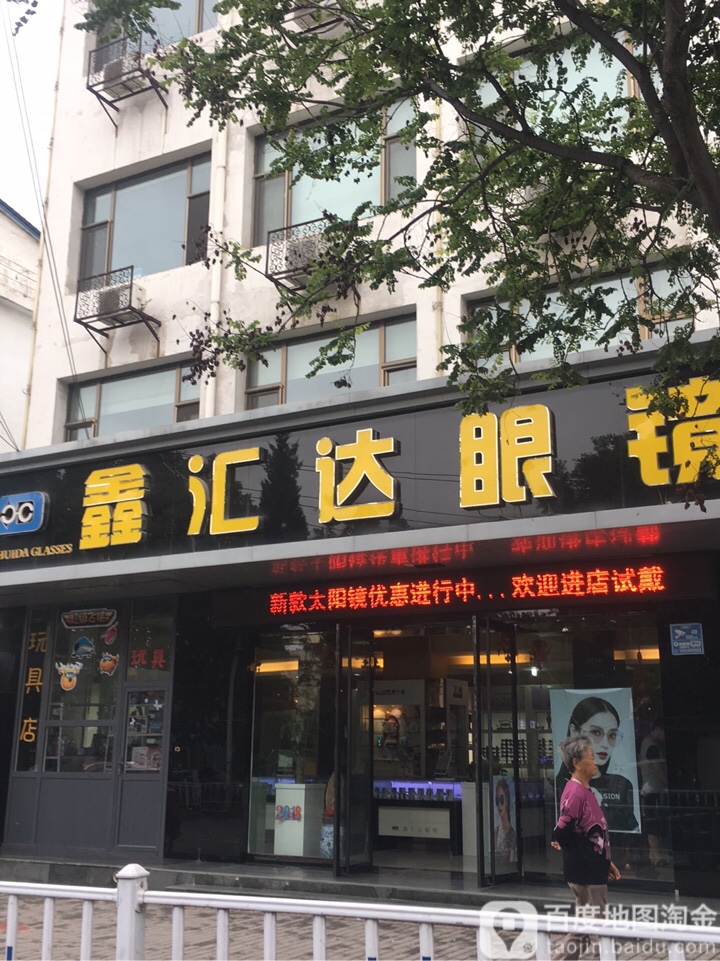 鑫汇达眼镜
HUIDA GLASSES
新款太阳镜优惠进行中...欢迎进店试戴
玩具店
玩具
百度地图淘金
taojin.baidu.com